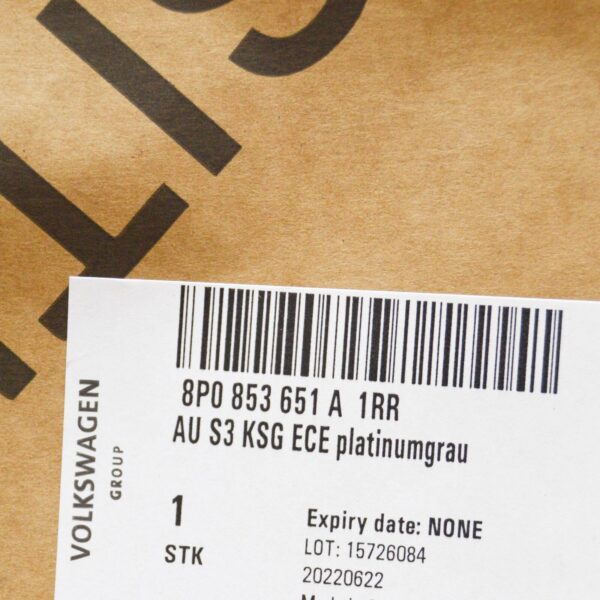 8P0 853 651 A 1RR
AU S3 KSG ECE platinumgrau
VOLKSWAGEN
GROUP
1
STK
Expiry date: NONE
LOT: 15726084
20220622